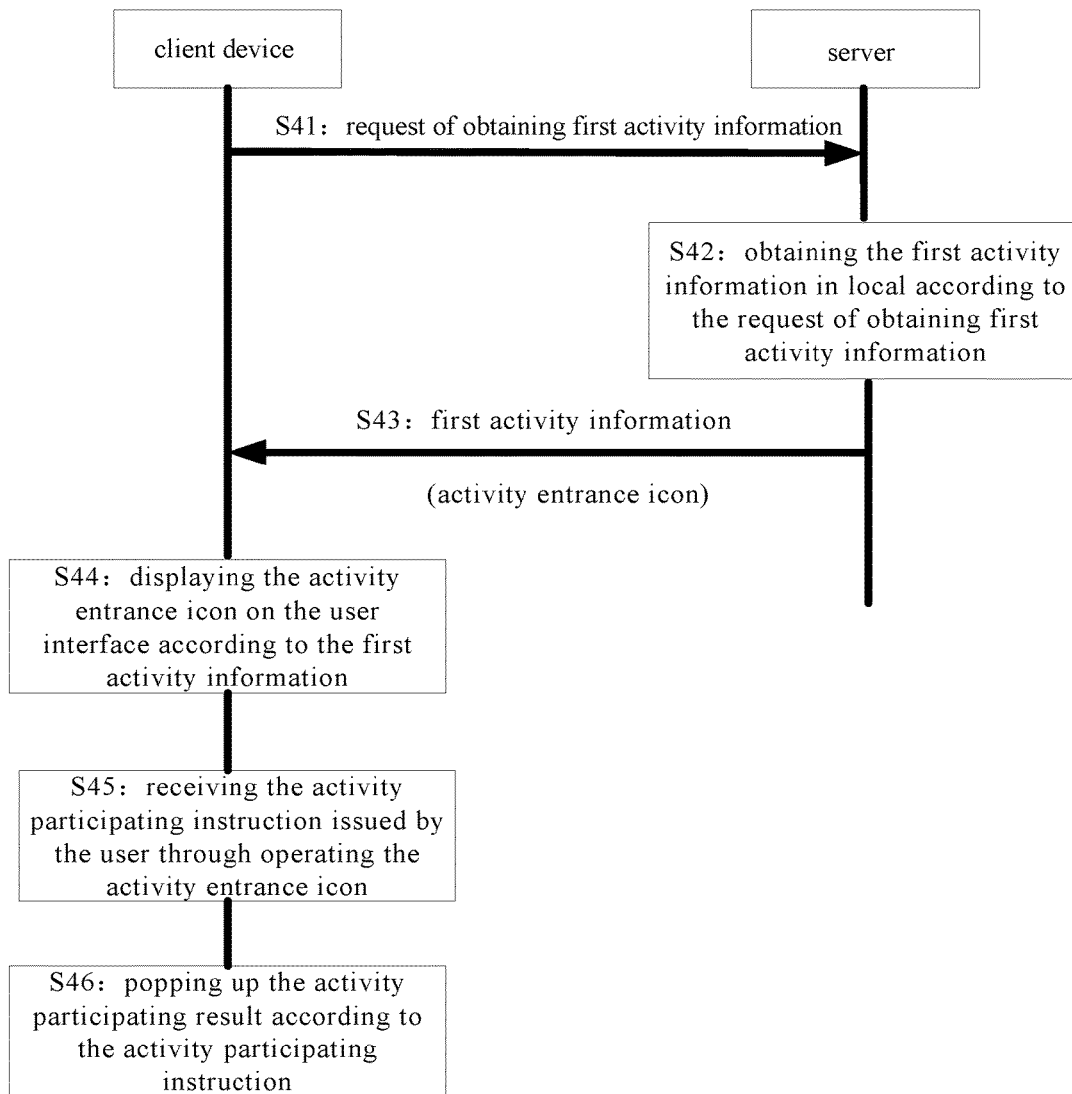 client device
server
S41：request of obtaining first activity information
S42：obtaining the first activity
information in local according to
the request of obtaining first
activity information
S43：first activity information
(activity entrance icon)
S44：displaying the activity
entrance icon on the user
interface according to the first
activity information
S45：receiving the activity
participating instruction issued by
the user through operating the
activity entrance icon
S46：popping up the activity
participating result according to
the activity participating
instruction